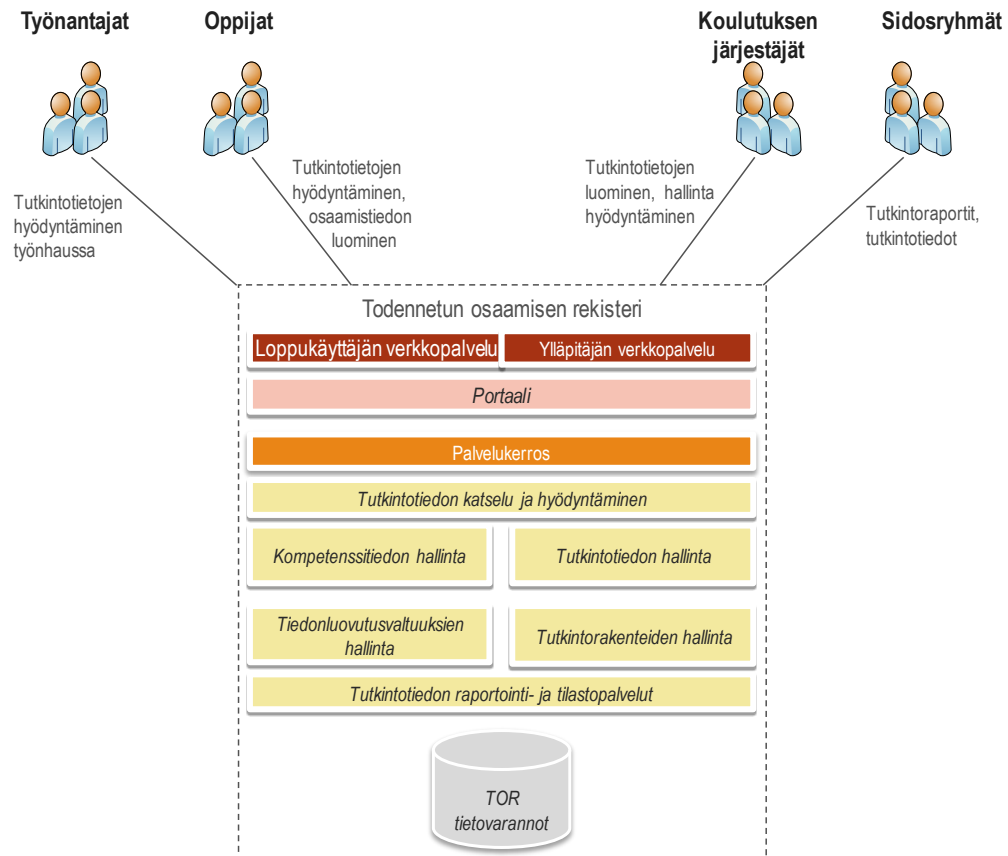 Työnantajat
Oppijat
Koulutuksen
järjestäjät
Sidosryhmät
Tutkintotietojen
hyödyntäminen
työnhaussa
Tutkintotietojen
hyödyntäminen,
osaamistiedon
luominen
Tutkintotietojen
luominen, hallinta
hyödyntäminen
Tutkintoraportit,
tutkintotiedot
Todennetun osaamisen rekisteri
Loppukäyttäjän verkkopalvelu
Ylläpitäjän verkkopalvelu
Portaali
Palvelukerros
Tutkintotiedon katselu ja hyödyntäminen
Kompetenssitiedon hallinta
Tutkintotiedon hallinta
Tiedonluovutusvaltuuksien
hallinta
Tutkintorakenteiden hallinta
Tutkintotiedon raportointi- ja tilastopalvelut
TOR
tietovarannot